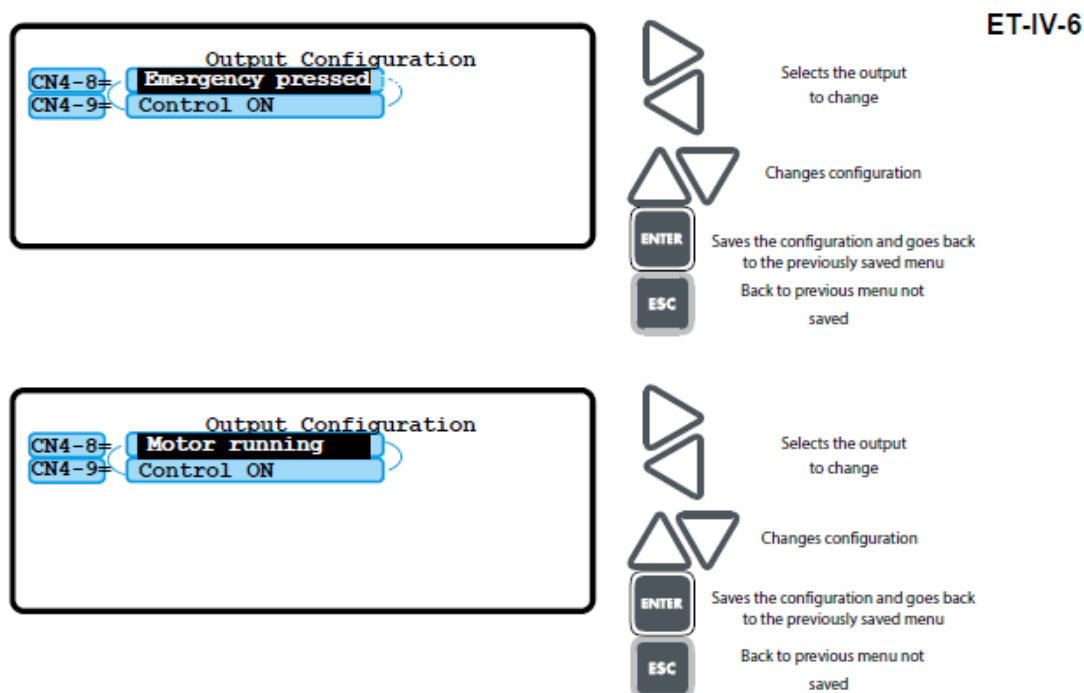 ET-IV-6
Output Configuration
CN4-8= Emergency pressed
CN4-9= Control ON
Selects the output
to change
Changes configuration
ENTER
Saves the configuration and goes back
to the previously saved menu
ESC
Back to previous menu not
saved
Output Configuration
CN4-8= Motor running
CN4-9= Control ON
Selects the output
to change
Changes configuration
ENTER
Saves the configuration and goes back
to the previously saved menu
ESC
Back to previous menu not
saved